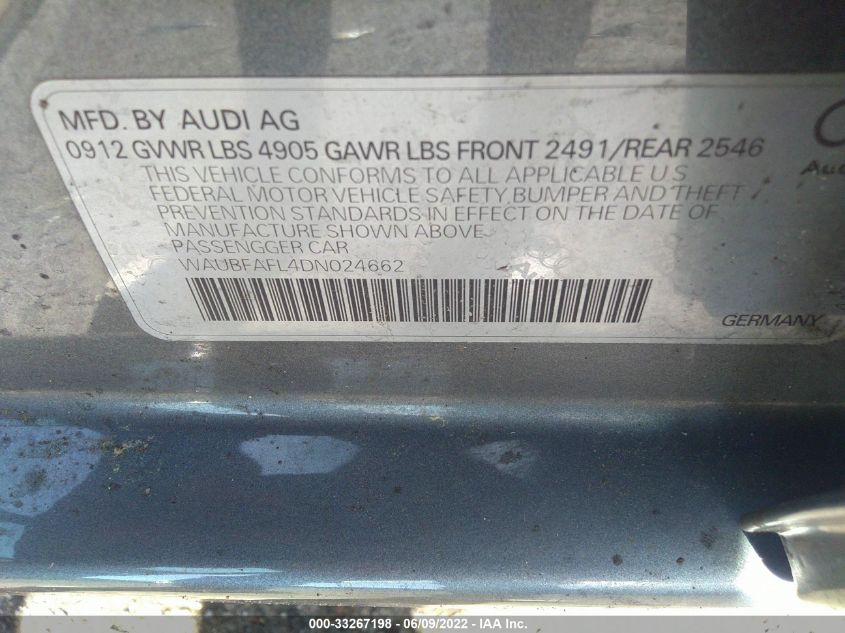 MFD. BY AUDI AG
0912 GVWR LBS 4905 GAWR LBS FRONT 2491/REAR 2546
THIS VEHICLE CONFORMS TO ALL APPLICABLE U.S
FEDERAL MOTOR VEHICLE SAFETY, BUMPER AND THEFT
PREVENTION STANDARDS IN EFFECT ON THE DATE OF
MANUFACTURE SHOWN ABOVE.
PASSENGGER CAR
WAUBFAFL4DN024662
GERMANY
000-33267198 - 06/09/2022 - IAA Inc.